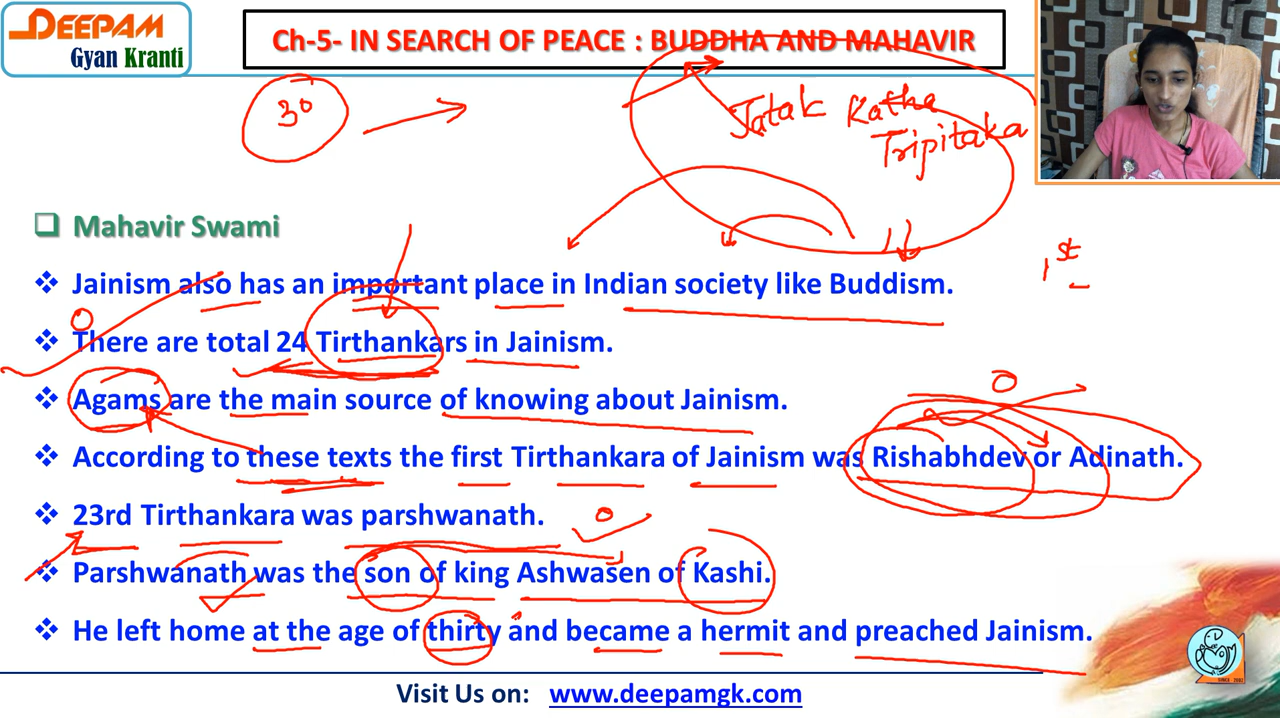 DEEPAM
Gyan Kranti
Ch-5- IN SEARCH OF PEACE : BUDDHA AND MAHAVIR
30
Jatak Katha
Tripitaka
1st
Mahavir Swami
Jainism also has an important place in Indian society like Buddism.
There are total 24 Tirthankars in Jainism.
Agams are the main source of knowing about Jainism.
According to these texts the first Tirthankara of Jainism was Rishabhdev or Adinath.
23rd Tirthankara was parshwanath.
Parshwanath was the son of king Ashwasen of Kashi.
He left home at the age of thirty and became a hermit and preached Jainism.
SINCE 2002
Visit Us on: www.deepamgk.com